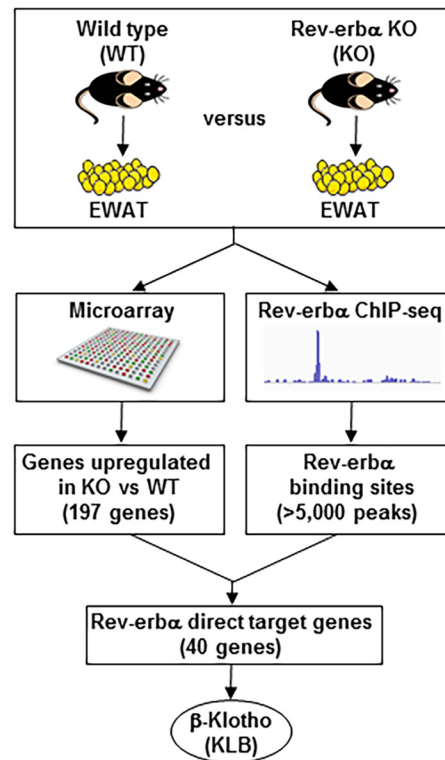 Wild type
(WT)
Rev-erbα KO
(KO)
versus
EWAT
EWAT
Microarray
Rev-erbα ChIP-seq
Genes upregulated
in KO vs WT
(197 genes)
Rev-erbα
binding sites
(>5,000 peaks)
Rev-erbα direct target genes
(40 genes)
β-Klotho
(KLB)